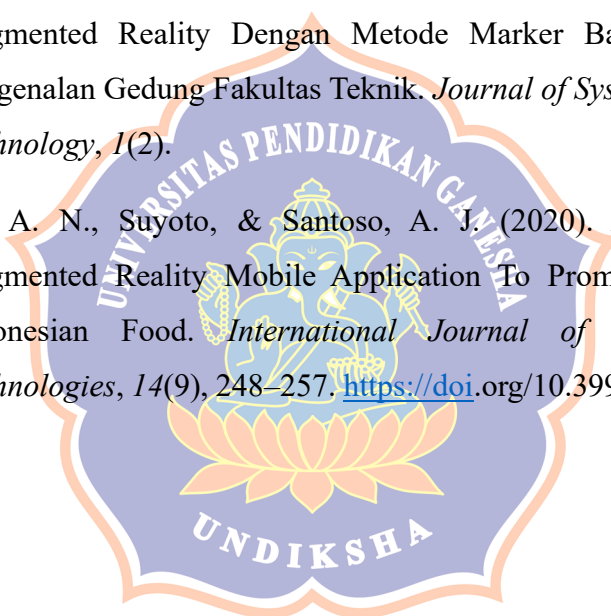 gmented Reality Dengan Metode Marker Ba
genalan Gedung Fakultas Teknik. Journal of Sys
hnology, 1(2).
A. N., Suyoto, & Santoso, A. J. (2020).
gmented Reality Mobile Application To Prom
onesian Food. International Journal of
hnologies, 14(9), 248–257. https://doi.org/10.399
UNIVERSITAS PENDIDIKAN GANESHA
UNDIKSHA